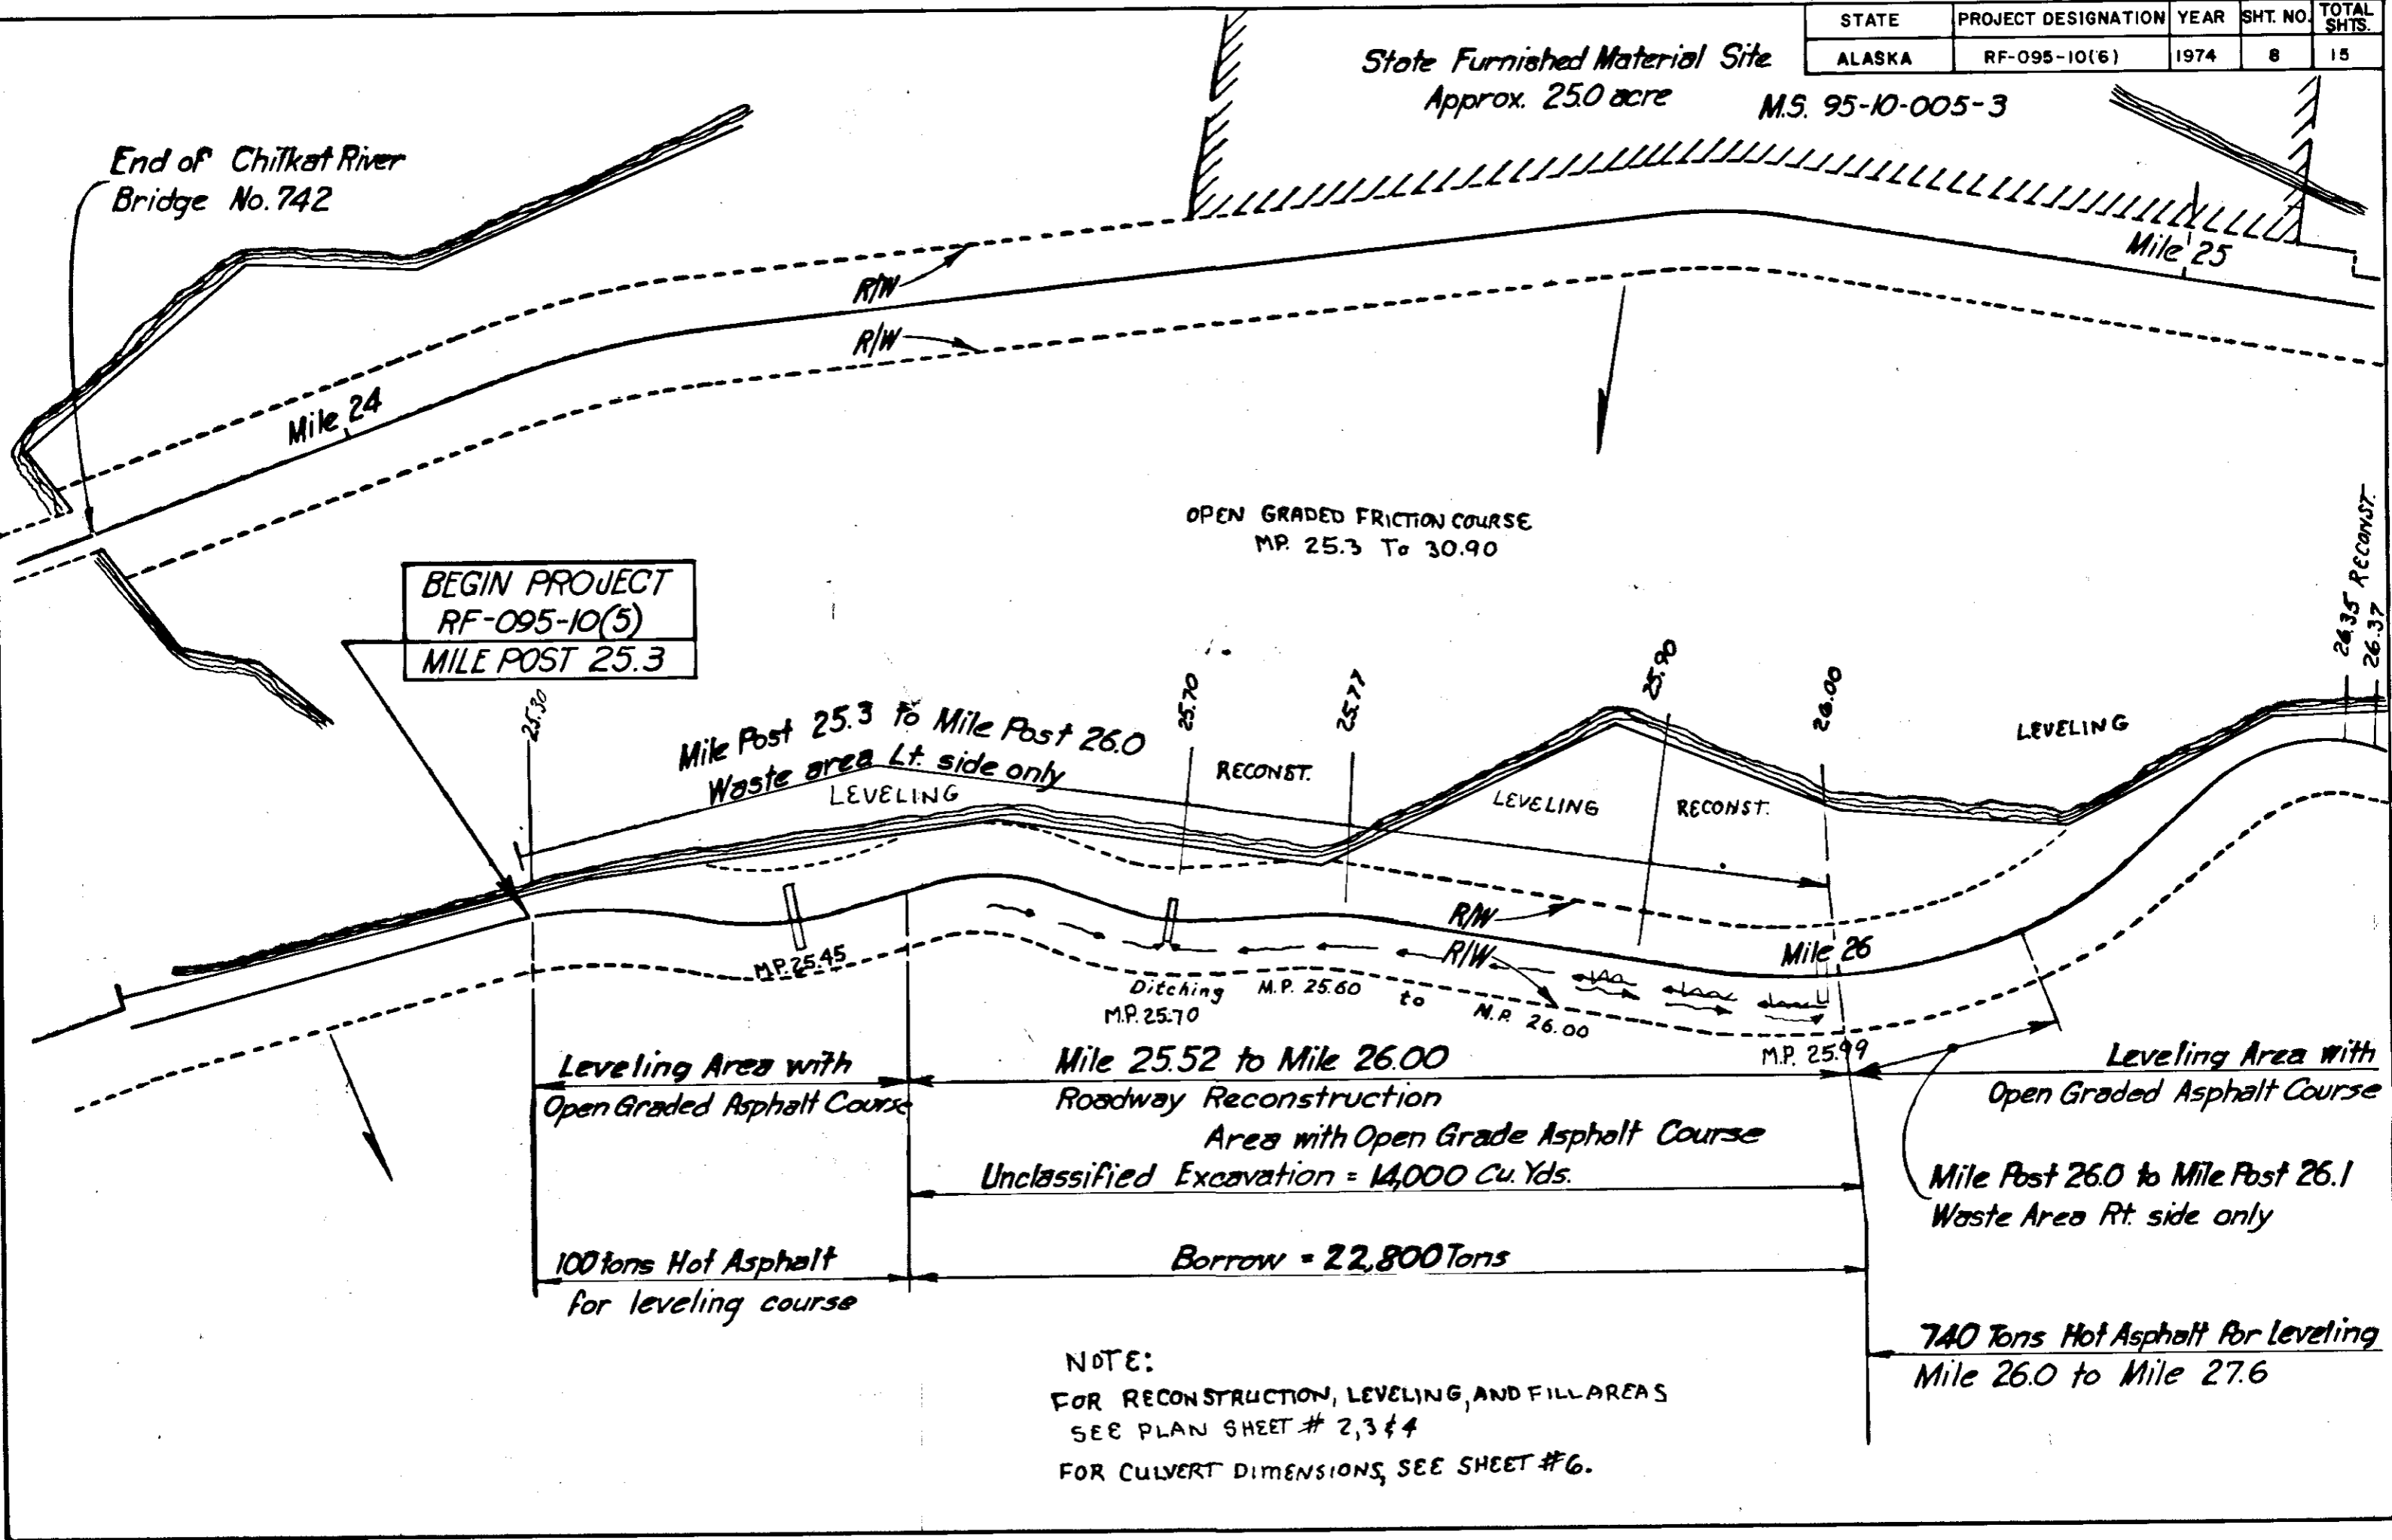 STATE PROJECT DESIGNATION YEAR SHT. NO. TOTAL SHTS.
ALASKA RF-095-10(6) 1974 8 15
State Furnished Material Site
Approx. 25.0 acre
M.S. 95-10-005-3
End of Chilkat River
Bridge No. 742
R/W
R/W
Mile 24
Mile 25
OPEN GRADED FRICTION COURSE
MP. 25.3 To 30.90
BEGIN PROJECT
RF-095-10(5)
MILE POST 25.3
25.30
Mile Post 25.3 to Mile Post 26.0
Waste area Lt. side only
LEVELING
25.70
RECONST.
25.77
LEVELING
25.90
RECONST.
26.00
LEVELING
26.35 RECONST.
26.37
M.P. 25.45
R/W
R/W
Mile 26
Ditching M.P. 25.60 to M.P. 26.00
M.P. 25.70
M.P. 25.99
Leveling Area with
Open Graded Asphalt Course
Mile 25.52 to Mile 26.00
Roadway Reconstruction
Area with Open Grade Asphalt Course
Unclassified Excavation = 14,000 Cu. Yds.
Leveling Area with
Open Graded Asphalt Course
Mile Post 26.0 to Mile Post 26.1
Waste Area Rt. side only
100 tons Hot Asphalt
for leveling course
Borrow = 22,800 Tons
740 Tons Hot Asphalt for Leveling
Mile 26.0 to Mile 27.6
NOTE:
FOR RECONSTRUCTION, LEVELING, AND FILL AREAS
SEE PLAN SHEET # 2,3 & 4
FOR CULVERT DIMENSIONS, SEE SHEET #6.